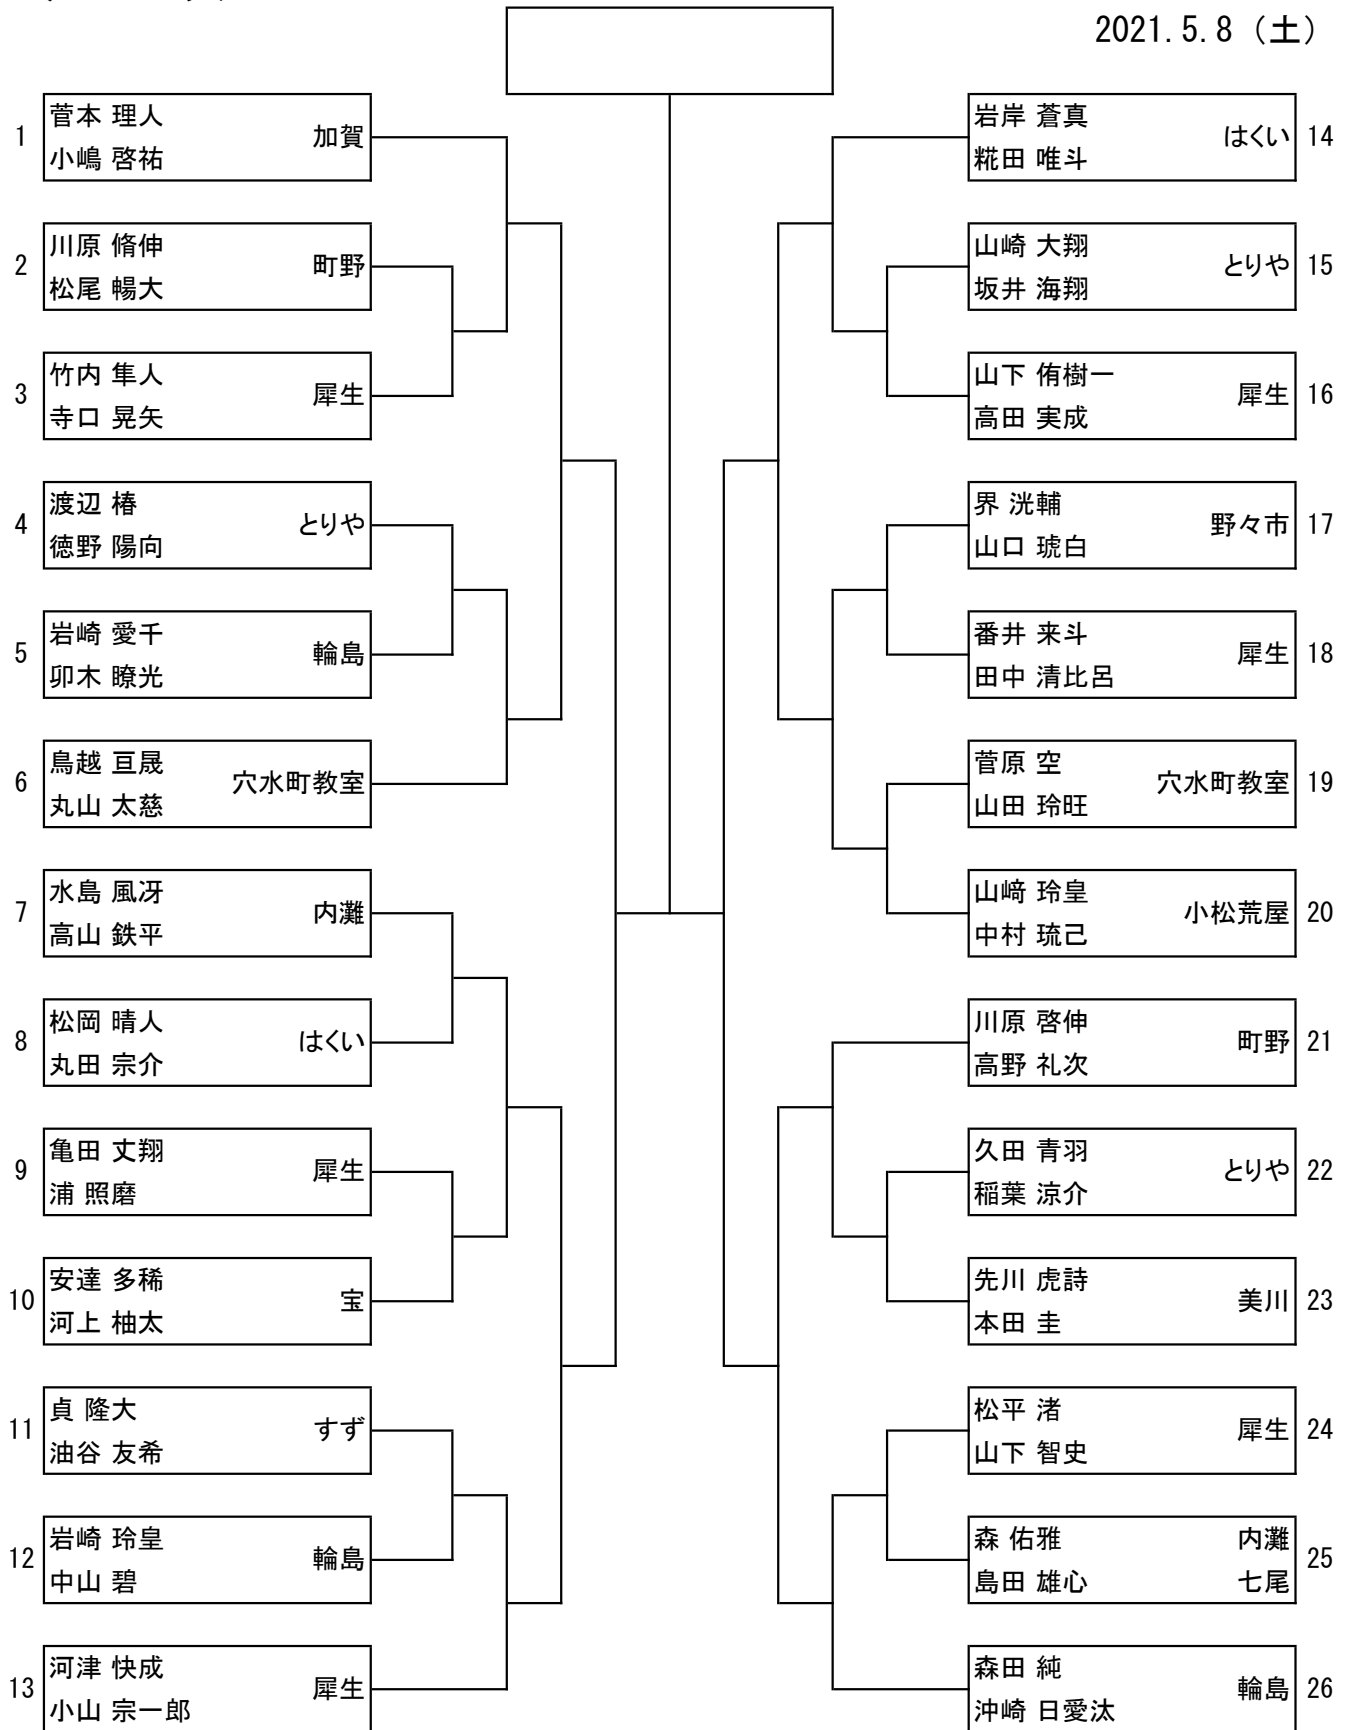 2021.5.8（土）
1 菅本 理人 加賀
小嶋 啓祐
2 川原 脩伸 町野
松尾 暢大
3 竹内 隼人 犀生
寺口 晃矢
4 渡辺 椿 とりや
徳野 陽向
5 岩崎 愛千 輪島
卯木 瞭光
6 鳥越 亘晟 穴水町教室
丸山 太慈
7 水島 風冴 内灘
高山 鉄平
8 松岡 晴人 はくい
丸田 宗介
9 亀田 丈翔 犀生
浦 照磨
10 安達 多稀 宝
河上 柚太
11 貞 隆大 すず
油谷 友希
12 岩崎 玲皇 輪島
中山 碧
13 河津 快成 犀生
小山 宗一郎
岩岸 蒼真 はくい 14
糀田 唯斗
山崎 大翔 とりや 15
坂井 海翔
山下 侑樹一 犀生 16
高田 実成
界 洸輔 野々市 17
山口 琥白
番井 来斗 犀生 18
田中 清比呂
菅原 空 穴水町教室 19
山田 玲旺
山﨑 玲皇 小松荒屋 20
中村 琉己
川原 啓伸 町野 21
高野 礼次
久田 青羽 とりや 22
稲葉 涼介
先川 虎詩 美川 23
本田 圭
松平 渚 犀生 24
山下 智史
森 佑雅 内灘 25
島田 雄心 七尾
森田 純 輪島 26
沖崎 日愛汰